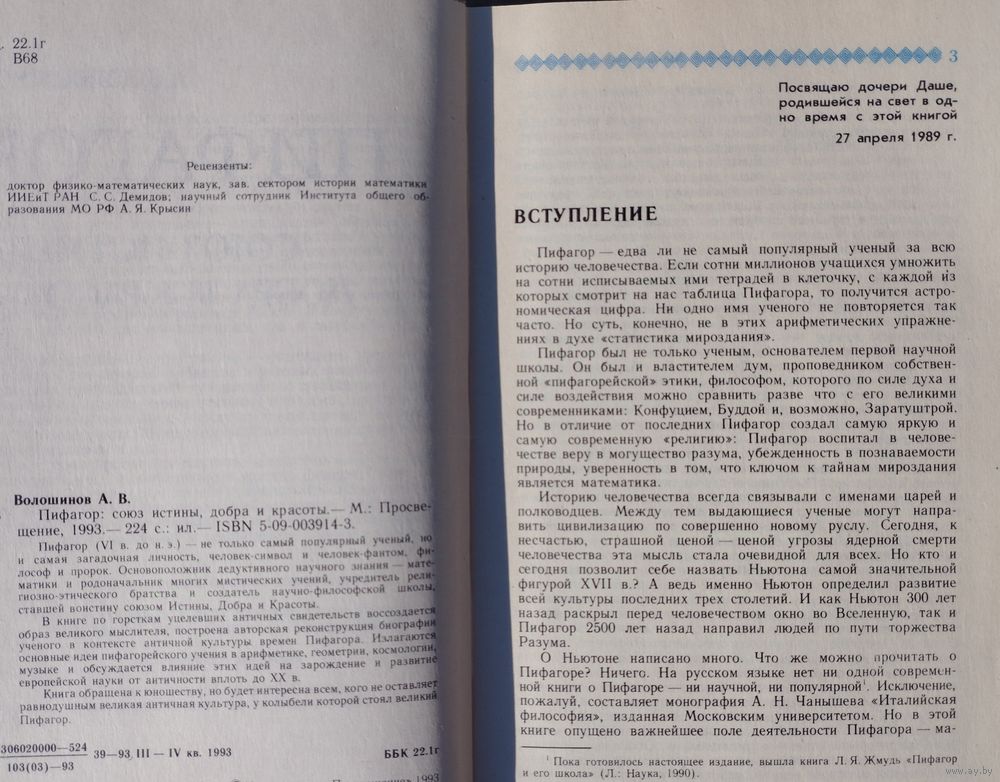 22.1г
В68
Рецензенты:
доктор физико-математических наук, зав. сектором истории математики
ИИЕиТ РАН С. С. Демидов; научный сотрудник Института общего об-
разования МО РФ А. Я. Крысин
Волошинов А. В.
Пифагор: союз истины, добра и красоты.— М.: Просве-
щение, 1993.— 224 с.: ил.— ISBN 5-09-003914-3.
Пифагор (VI в. до н. э.) — не только самый популярный ученый, но
и самая загадочная личность, человек-символ и человек-фантом, фи-
лософ и пророк. Основоположник дедуктивного научного знания — мате-
матики и родоначальник многих мистических учений, учредитель рели-
гиозно-этического братства и создатель научно-философской школы,
ставшей воистину союзом Истины, Добра и Красоты.
В книге по горсткам уцелевших античных свидетельств воссоздается
образ великого мыслителя, построена авторская реконструкция биографии
ученого в контексте античной культуры времен Пифагора. Излагаются
основные идеи пифагорейского учения в арифметике, геометрии, космологии,
музыке и обсуждается влияние этих идей на зарождение и развитие
европейской науки от античности вплоть до XX в.
Книга обращена к юношеству, но будет интересна всем, кого не оставляет
равнодушным великая античная культура, у колыбели которой стоял великий
Пифагор.
306020000—524
103(03)—93
39—93 III — IV кв. 1993
ББК 22.1г
1993
3
Посвящаю дочери Даше,
родившейся на свет в од-
но время с этой книгой
27 апреля 1989 г.
ВСТУПЛЕНИЕ
Пифагор — едва ли не самый популярный ученый за всю
историю человечества. Если сотни миллионов учащихся умножить
на сотни исписываемых ими тетрадей в клеточку, с каждой из
которых смотрит на нас таблица Пифагора, то получится астро-
номическая цифра. Ни одно имя ученого не повторяется так
часто. Но суть, конечно, не в этих арифметических упражне-
ниях в духе «статистика мироздания».
Пифагор был не только ученым, основателем первой научной
школы. Он был и властителем дум, проповедником собствен-
ной «пифагорейской» этики, философом, которого по силе духа и
силе воздействия можно сравнить разве что с его великими
современниками: Конфуцием, Буддой и, возможно, Заратуштрой.
Но в отличие от последних Пифагор создал самую яркую и
самую современную «религию»: Пифагор воспитал в челове-
честве веру в могущество разума, убежденность в познаваемости
природы, уверенность в том, что ключом к тайнам мироздания
является математика.
Историю человечества всегда связывали с именами царей и
полководцев. Между тем выдающиеся ученые могут напра-
вить цивилизацию по совершенно новому руслу. Сегодня, к
несчастью, страшной ценой — ценой угрозы ядерной смерти
человечества эта мысль стала очевидной для всех. Но кто и
сегодня позволит себе назвать Ньютона самой значительной
фигурой XVII в.? А ведь именно Ньютон определил развитие
всей культуры последних трех столетий. И как Ньютон 300 лет
назад раскрыл перед человечеством окно во Вселенную, так и
Пифагор 2500 лет назад направил людей по пути торжества
Разума.
О Ньютоне написано много. Что же можно прочитать о
Пифагоре? Ничего. На русском языке нет ни одной современ-
ной книги о Пифагоре — ни научной, ни популярной¹. Исключение,
пожалуй, составляет монография А. Н. Чанышева «Италийская
философия», изданная Московским университетом. Но в этой
книге опущено важнейшее поле деятельности Пифагора — ма-
¹ Пока готовилось настоящее издание, вышла книга Л. Я. Жмудь «Пифагор
и его школа» (Л.: Наука, 1990).
www.ay.by